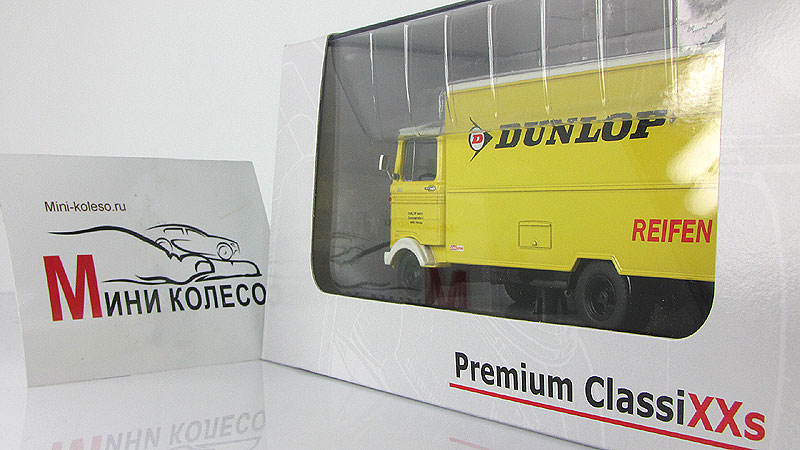 Mini-koleso.ru
Мини колесо
DUNLOP
REIFEN
Premium ClassiXXs